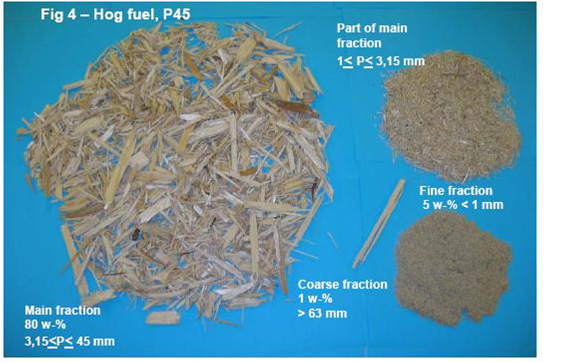 Fig 4 – Hog fuel, P45
Part of main
fraction
1≤ P≤ 3,15 mm
Fine fraction
5 w-% < 1 mm
Coarse fraction
1 w-%
> 63 mm
Main fraction
80 w-%
3,15≤P≤ 45 mm